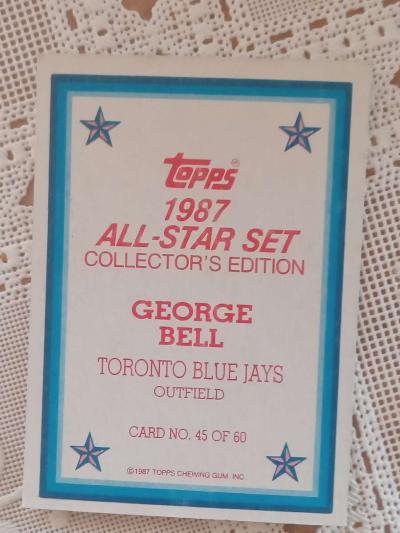 Topps®
1987
ALL-STAR SET
COLLECTOR'S EDITION
GEORGE
BELL
TORONTO BLUE JAYS
OUTFIELD
CARD NO. 45 OF 60
©1987 TOPPS CHEWING GUM, INC.